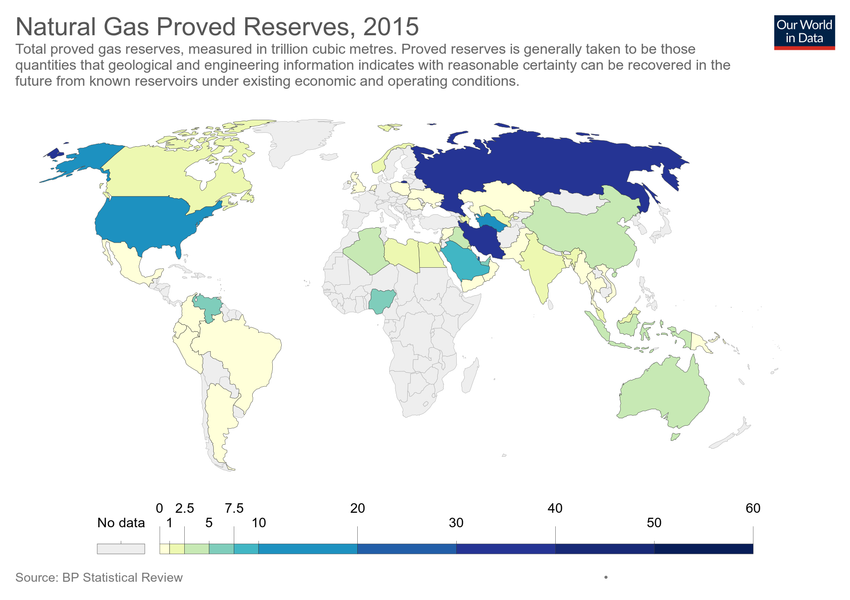 Natural Gas Proved Reserves, 2015
Our World
in Data
Total proved gas reserves, measured in trillion cubic metres. Proved reserves is generally taken to be those
quantities that geological and engineering information indicates with reasonable certainty can be recovered in the
future from known reservoirs under existing economic and operating conditions.
0 2.5 7.5 20 40 60
No data 1 5 10 30 50
Source: BP Statistical Review